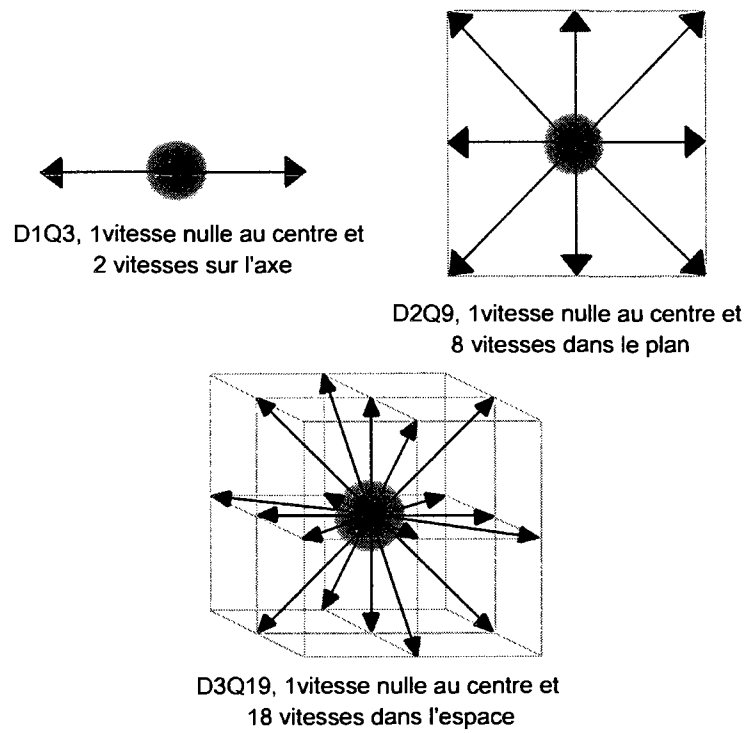 D1Q3, 1vitesse nulle au centre et
2 vitesses sur l'axe
D2Q9, 1vitesse nulle au centre et
8 vitesses dans le plan
D3Q19, 1vitesse nulle au centre et
18 vitesses dans l'espace